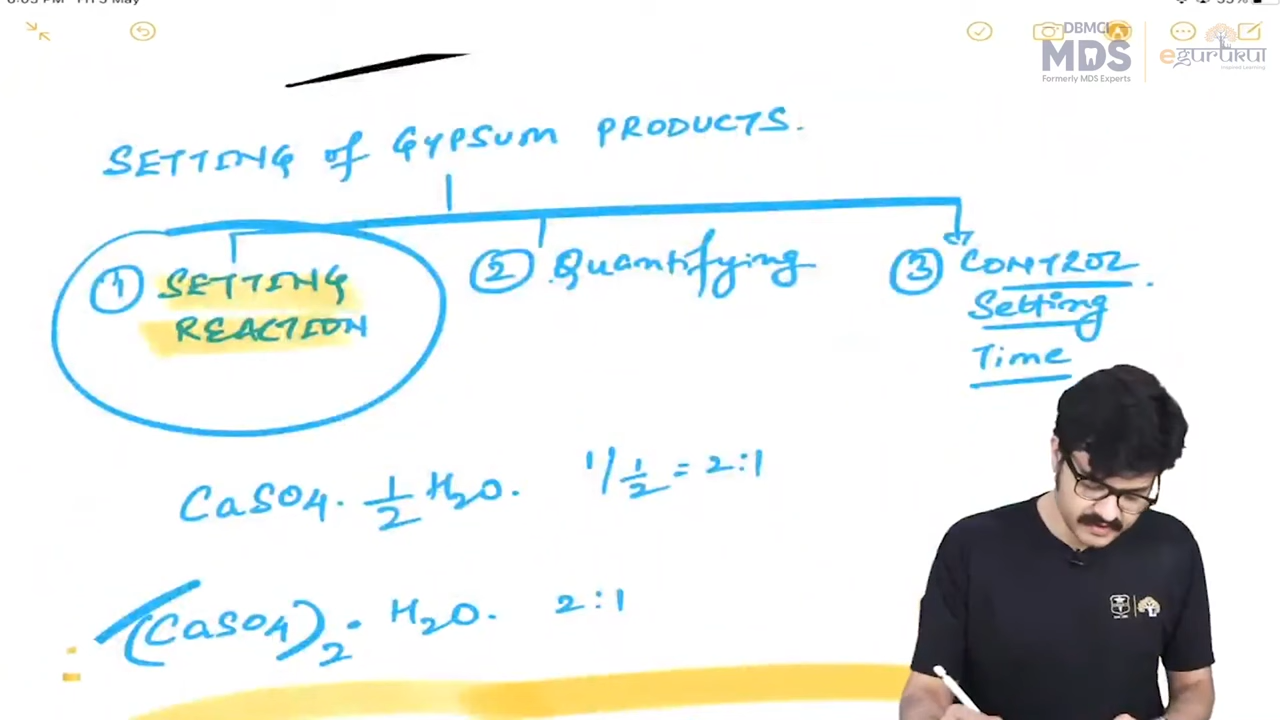 DBMCI
MDS
Formerly MDS Experts
egurukul
SETTING of GYPSUM PRODUCTS.
① SETTING REACTION
② Quantifying
③ CONTROL Setting Time
CaSO4. 1/2 H2O. 1/ 1/2 = 2:1
(CaSO4)2. H2O. 2:1